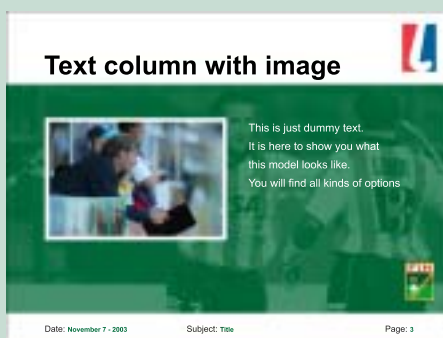 Text column with image
This is just dummy text.
It is here to show you what
this model looks like.
You will find all kinds of options
Date: November 7 - 2003 Subject: Title Page: 3